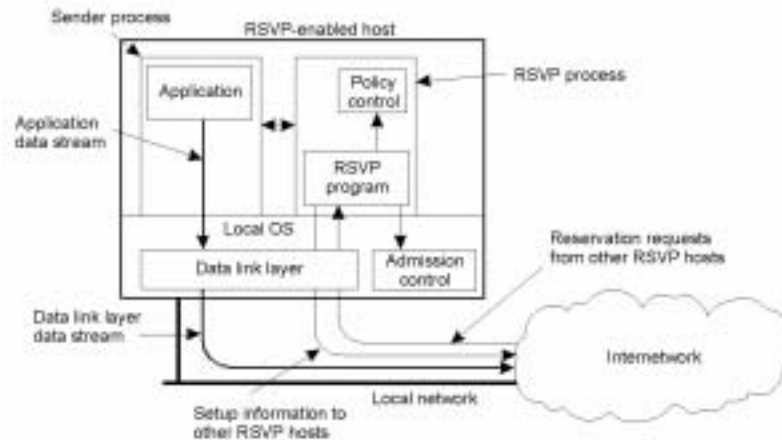 Sender process
RSVP-enabled host
Application
Policy
control
RSVP process
Application
data stream
RSVP
program
Local OS
Data link layer
Admission
control
Reservation requests
from other RSVP hosts
Data link layer
data stream
Internetwork
Local network
Setup information to
other RSVP hosts